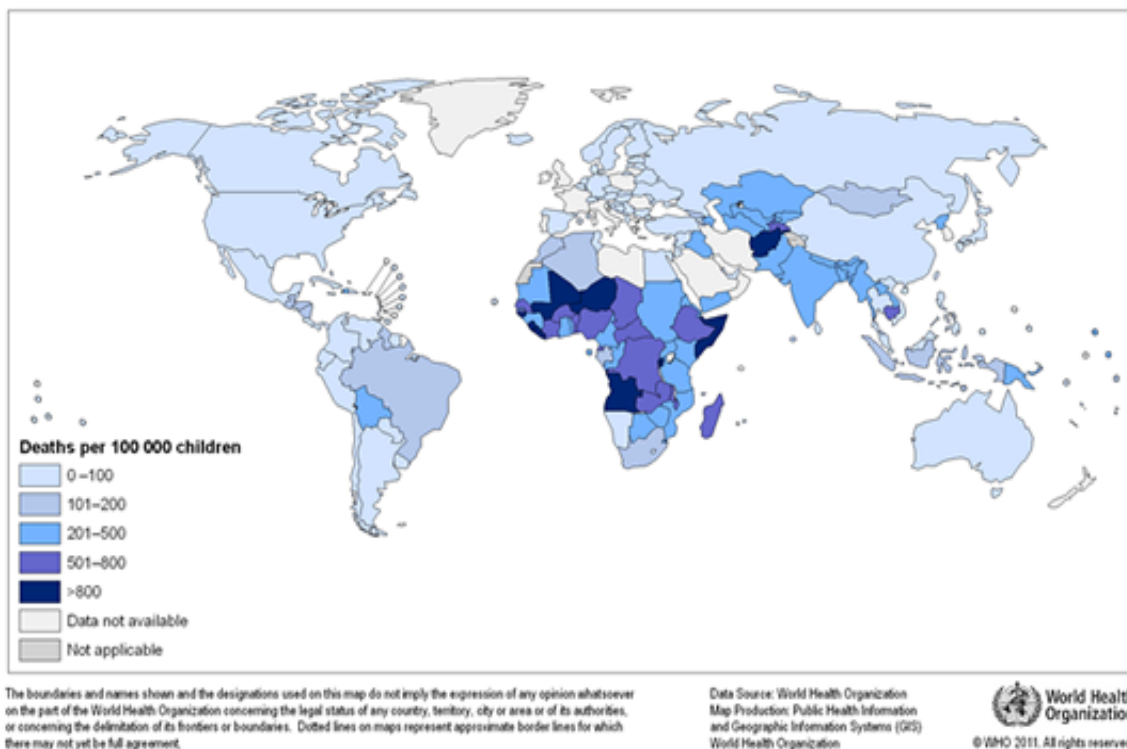 Deaths per 100 000 children
0–100
101–200
201–500
501–800
>800
Data not available
Not applicable
The boundaries and names shown and the designations used on this map do not imply the expression of any opinion whatsoever
on the part of the World Health Organization concerning the legal status of any country, territory, city or area or of its authorities,
or concerning the delimitation of its frontiers or boundaries. Dotted lines on maps represent approximate border lines for which
there may not yet be full agreement.
Data Source: World Health Organization
Map Production: Public Health Information
and Geographic Information Systems (GIS)
World Health Organization
World Health
Organization
© WHO 2011. All rights reserved